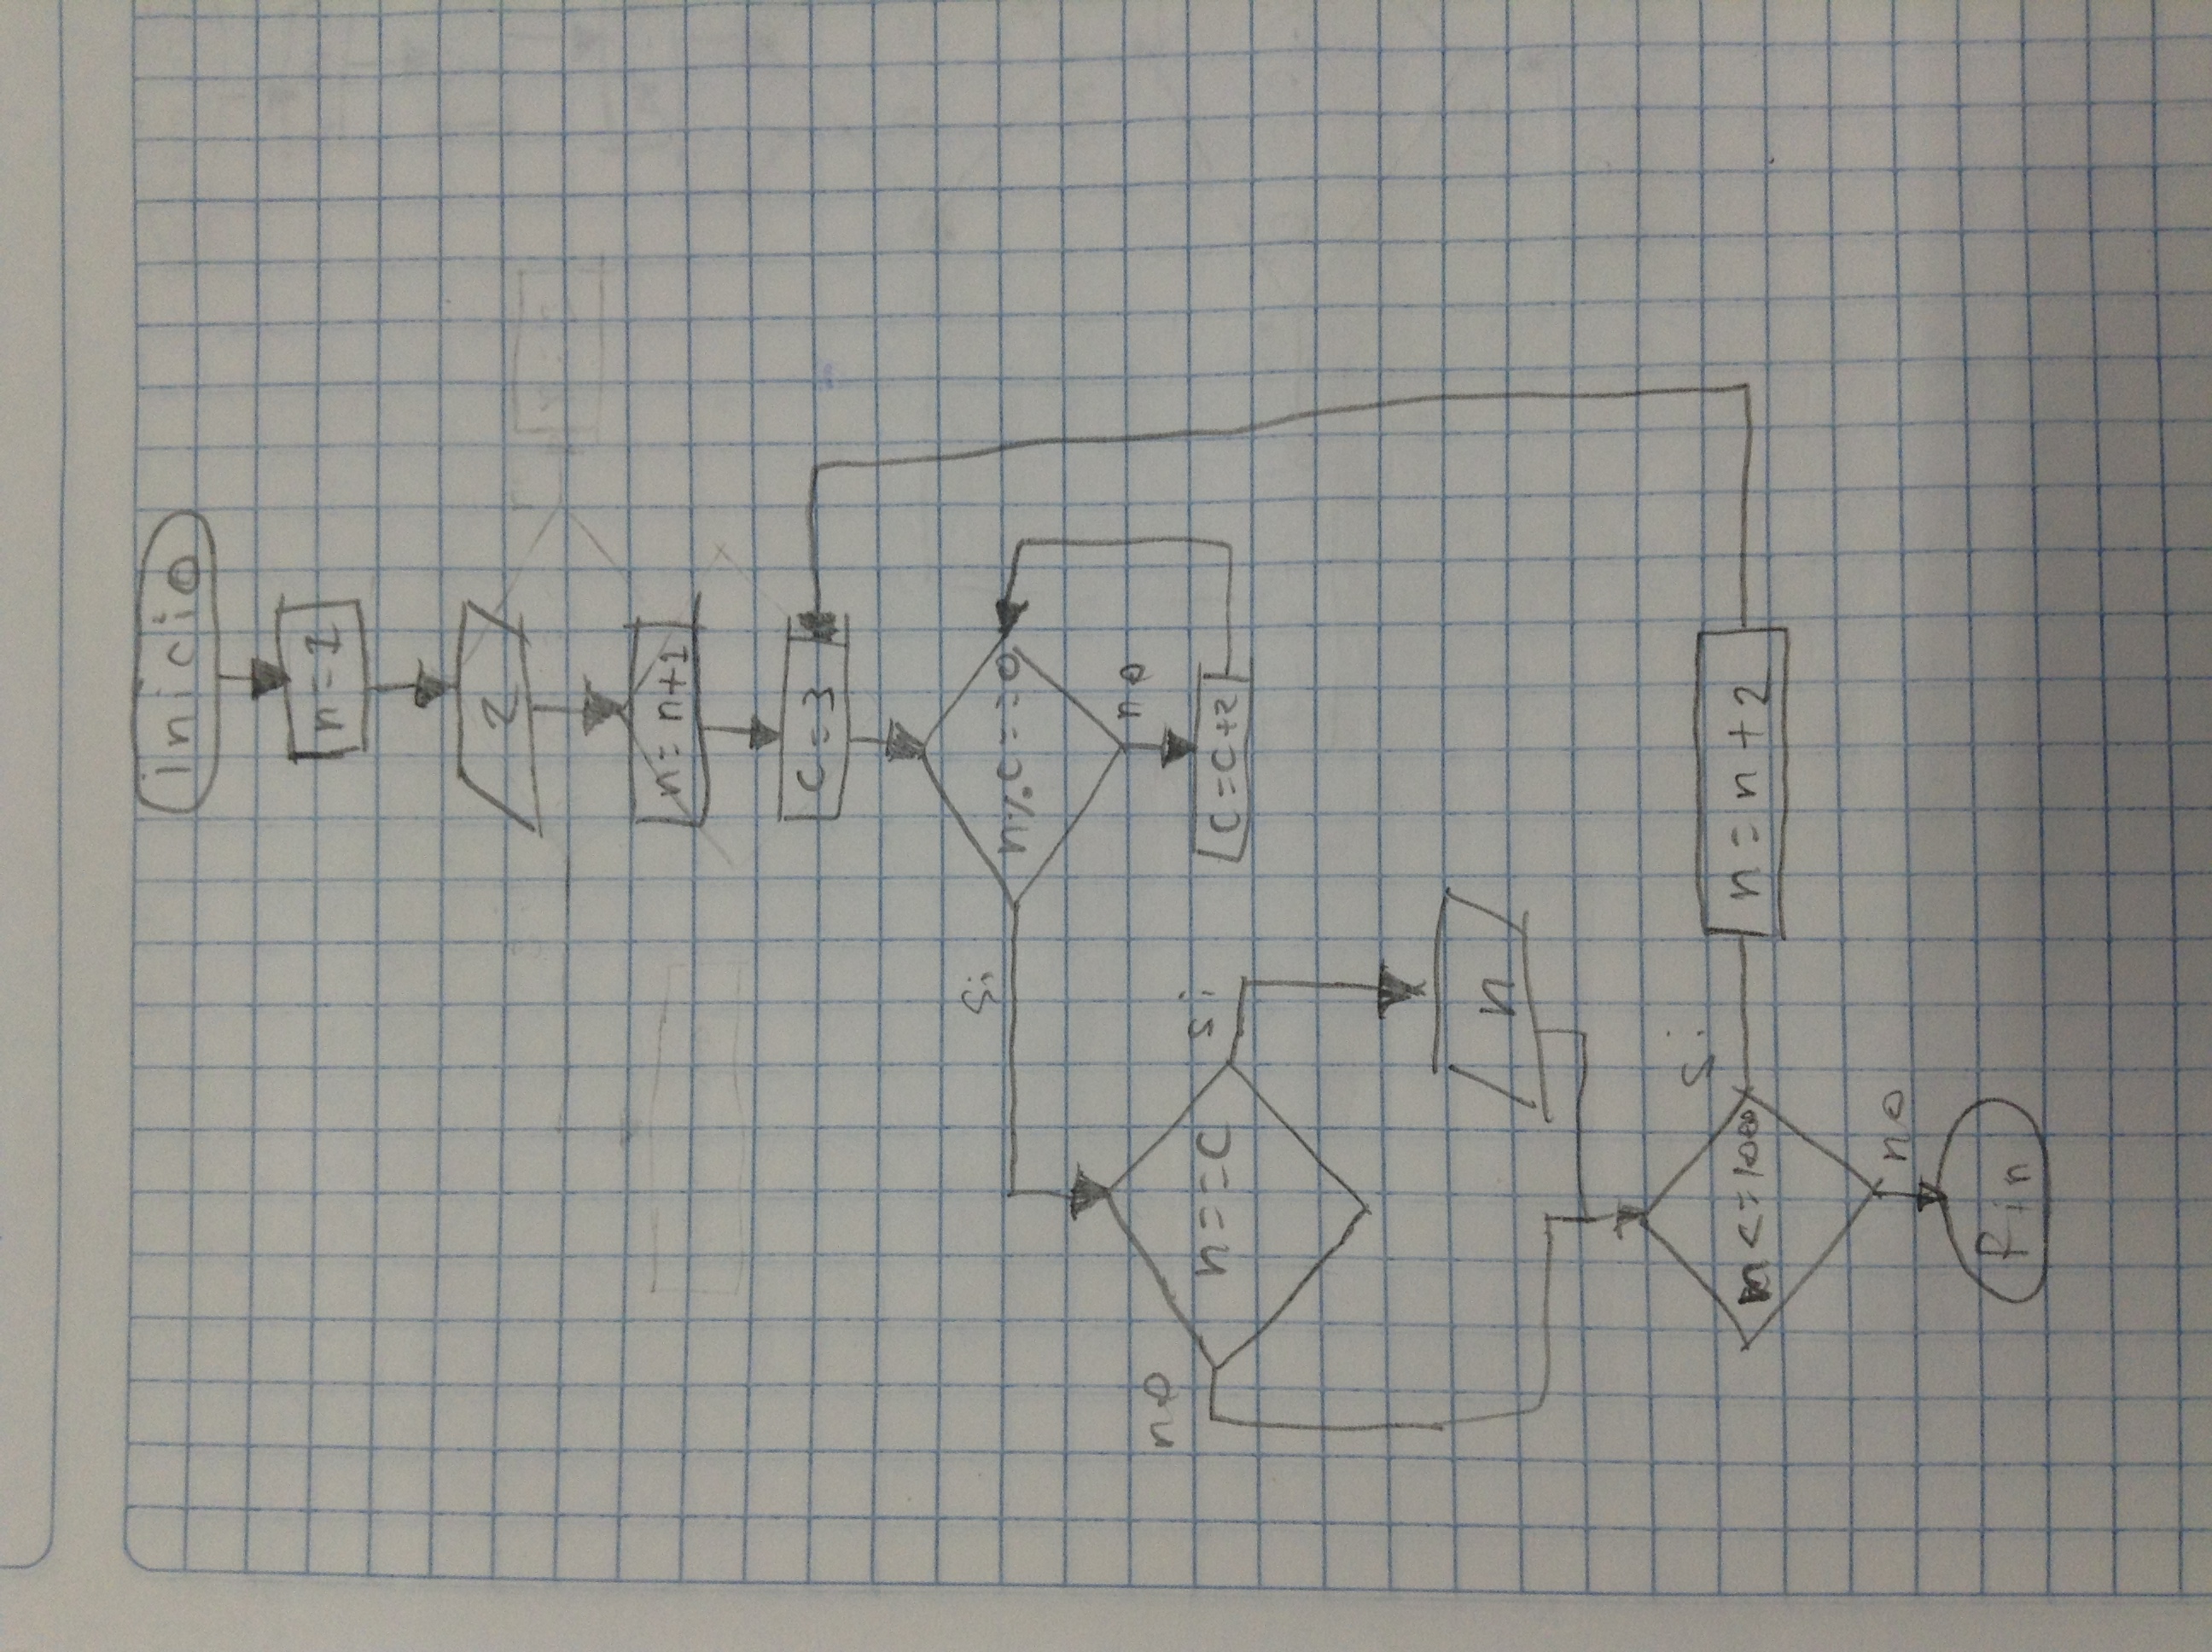 inicio
n=1
2
n=n+1
C=3
n%C==0
si
no
C=C+2
n==C
no
si
n
n<=1000
si
n=n+2
no
fin